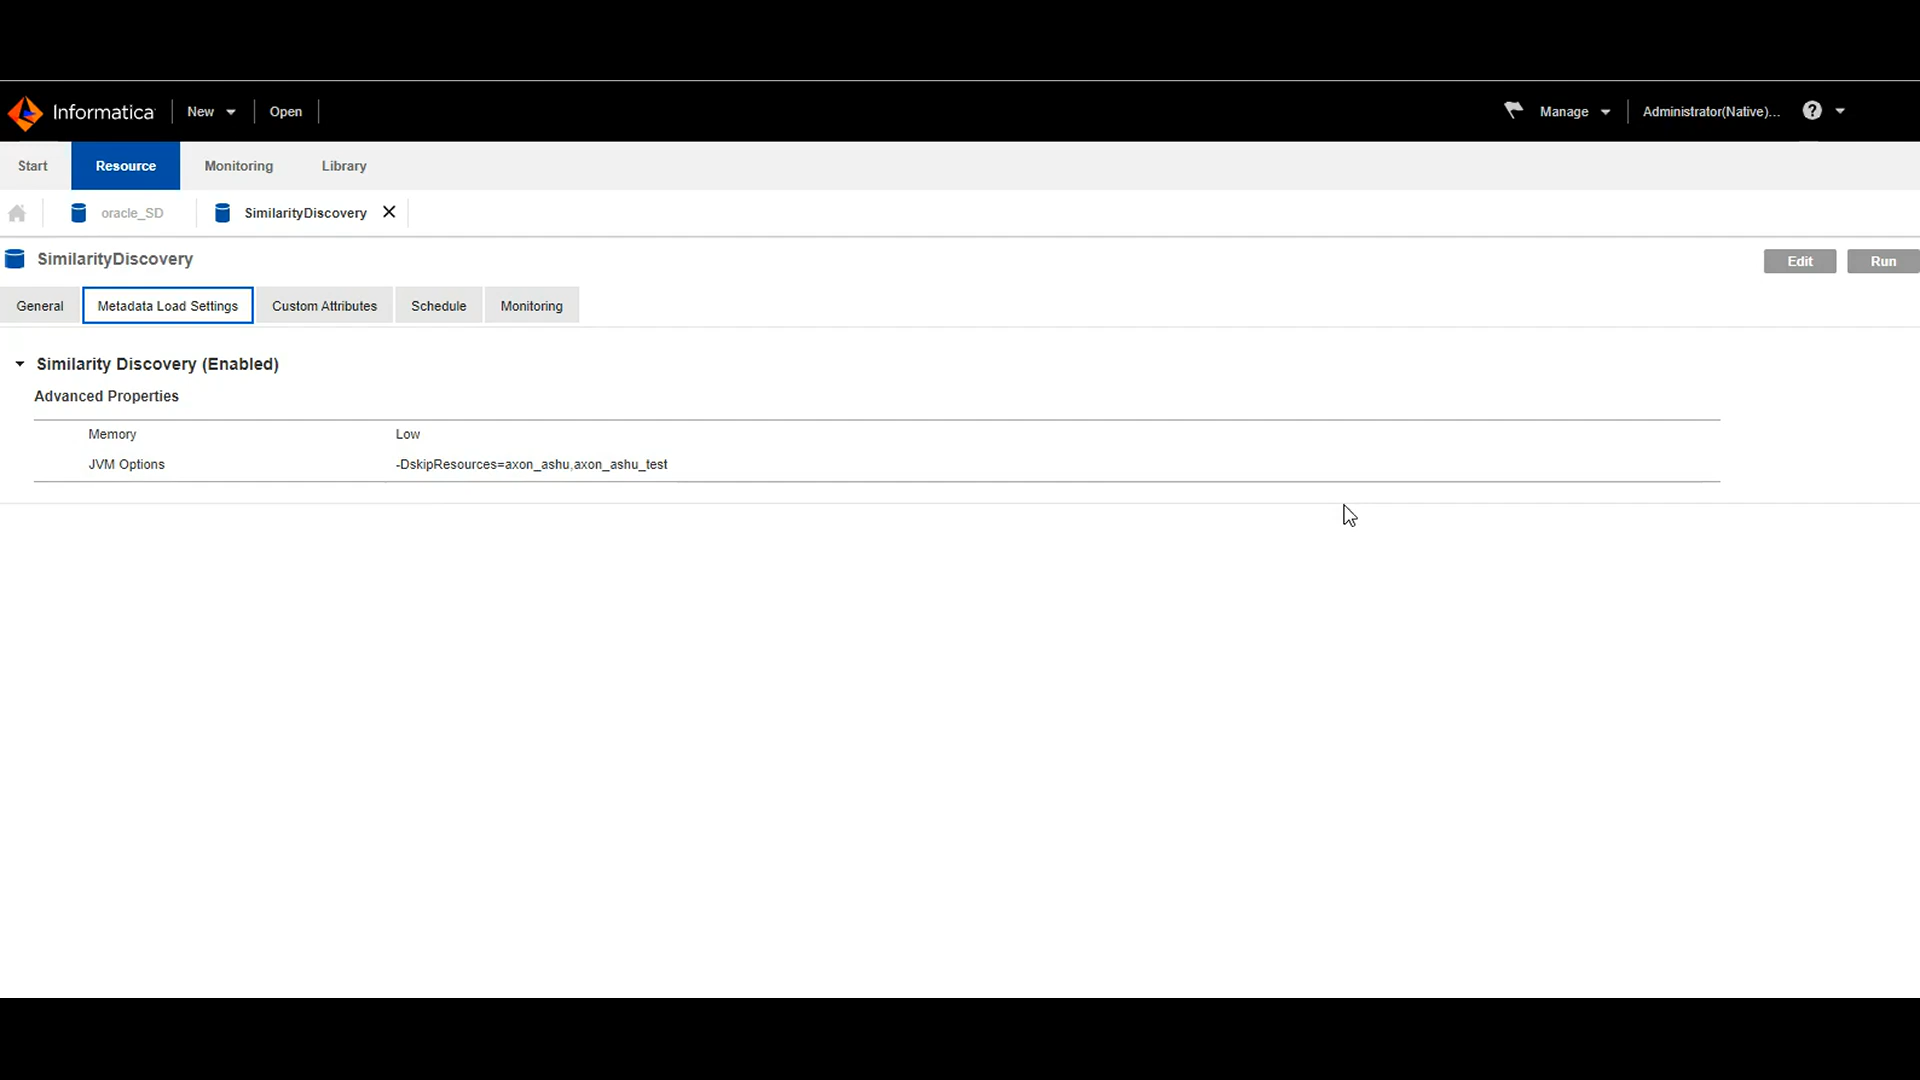 Informatica New Open Manage Administrator(Native)... ?
Start Resource Monitoring Library
oracle_SD SimilarityDiscovery
SimilarityDiscovery Edit Run
General Metadata Load Settings Custom Attributes Schedule Monitoring
Similarity Discovery (Enabled)
Advanced Properties
Memory Low
JVM Options -DskipResources=axon_ashu,axon_ashu_test